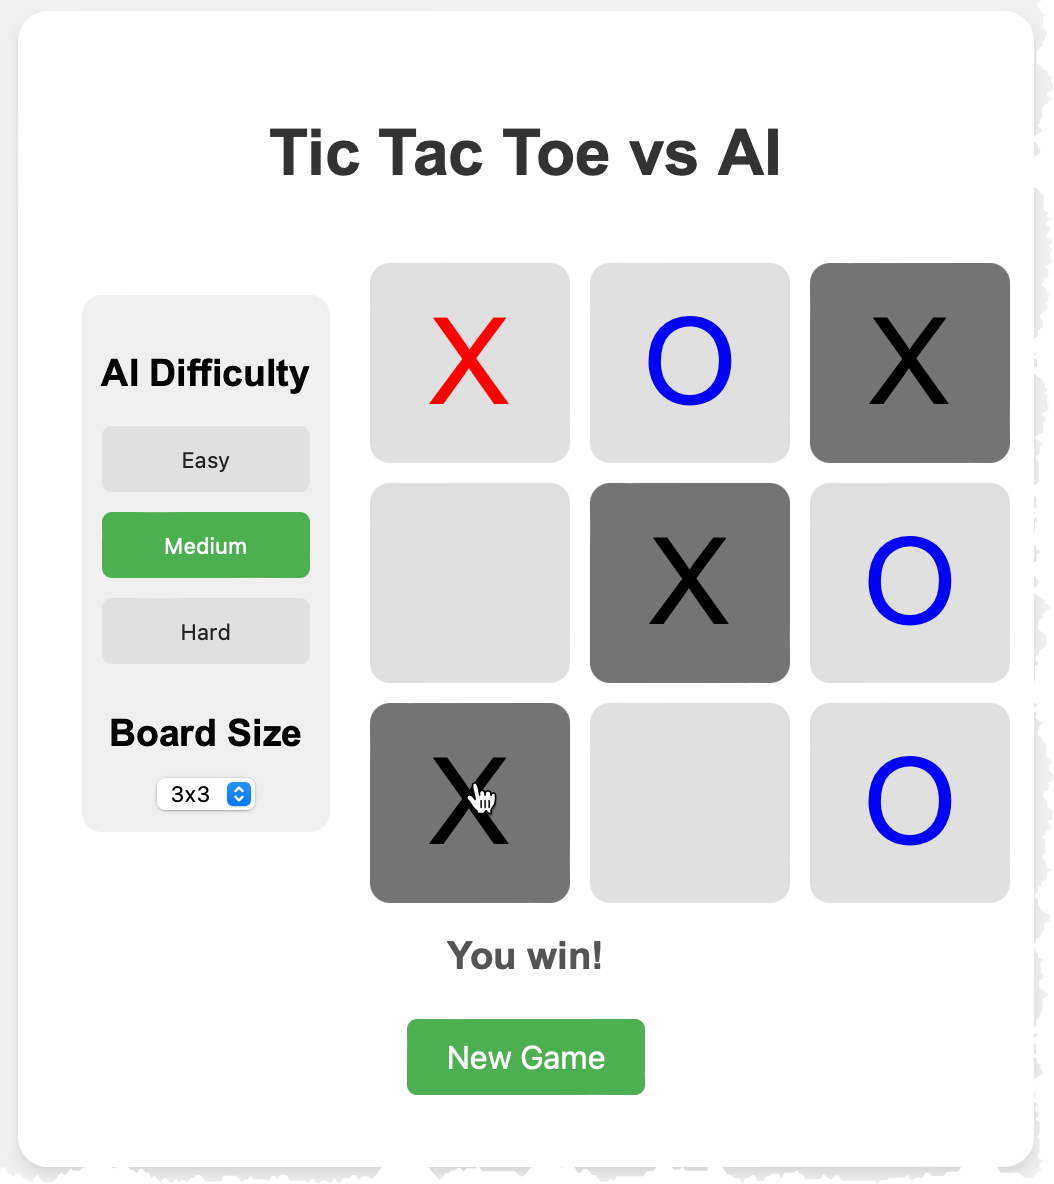 Tic Tac Toe vs AI
AI Difficulty
Easy
Medium
Hard
Board Size
3x3
X O X
X O
X O
You win!
New Game